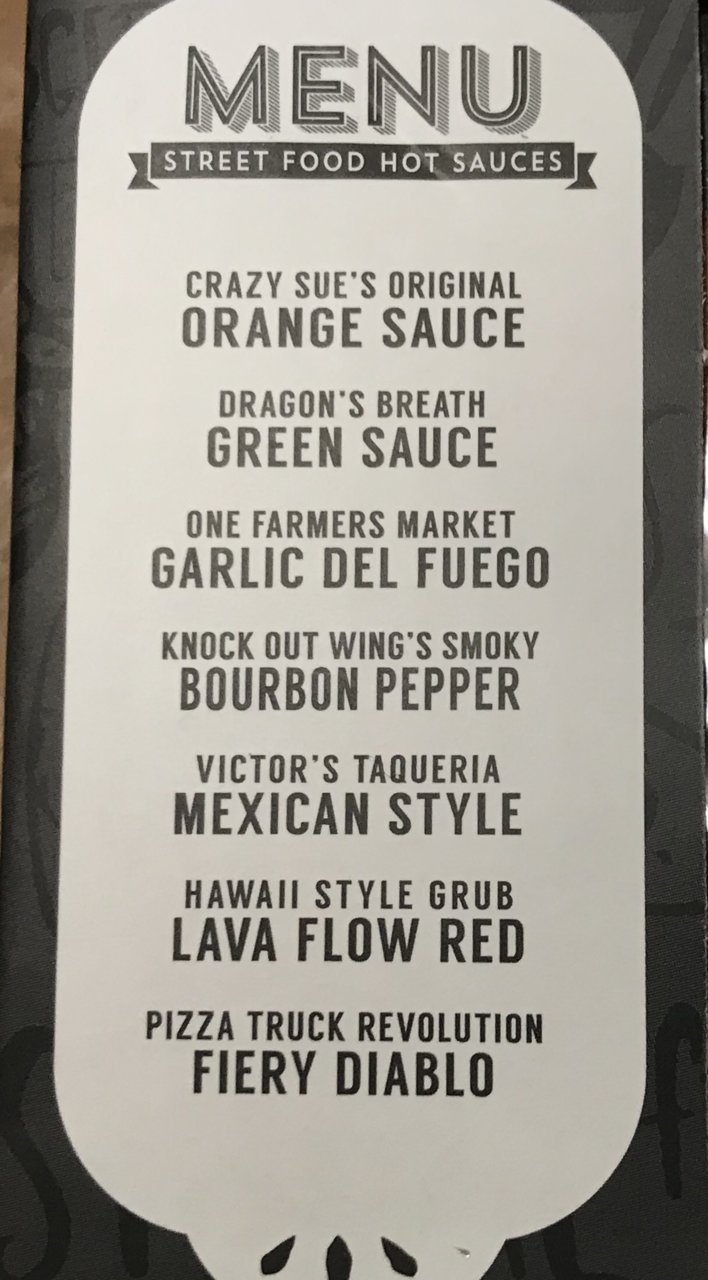 MENU
STREET FOOD HOT SAUCES
CRAZY SUE'S ORIGINAL
ORANGE SAUCE
DRAGON'S BREATH
GREEN SAUCE
ONE FARMERS MARKET
GARLIC DEL FUEGO
KNOCK OUT WING'S SMOKY
BOURBON PEPPER
VICTOR'S TAQUERIA
MEXICAN STYLE
HAWAII STYLE GRUB
LAVA FLOW RED
PIZZA TRUCK REVOLUTION
FIERY DIABLO